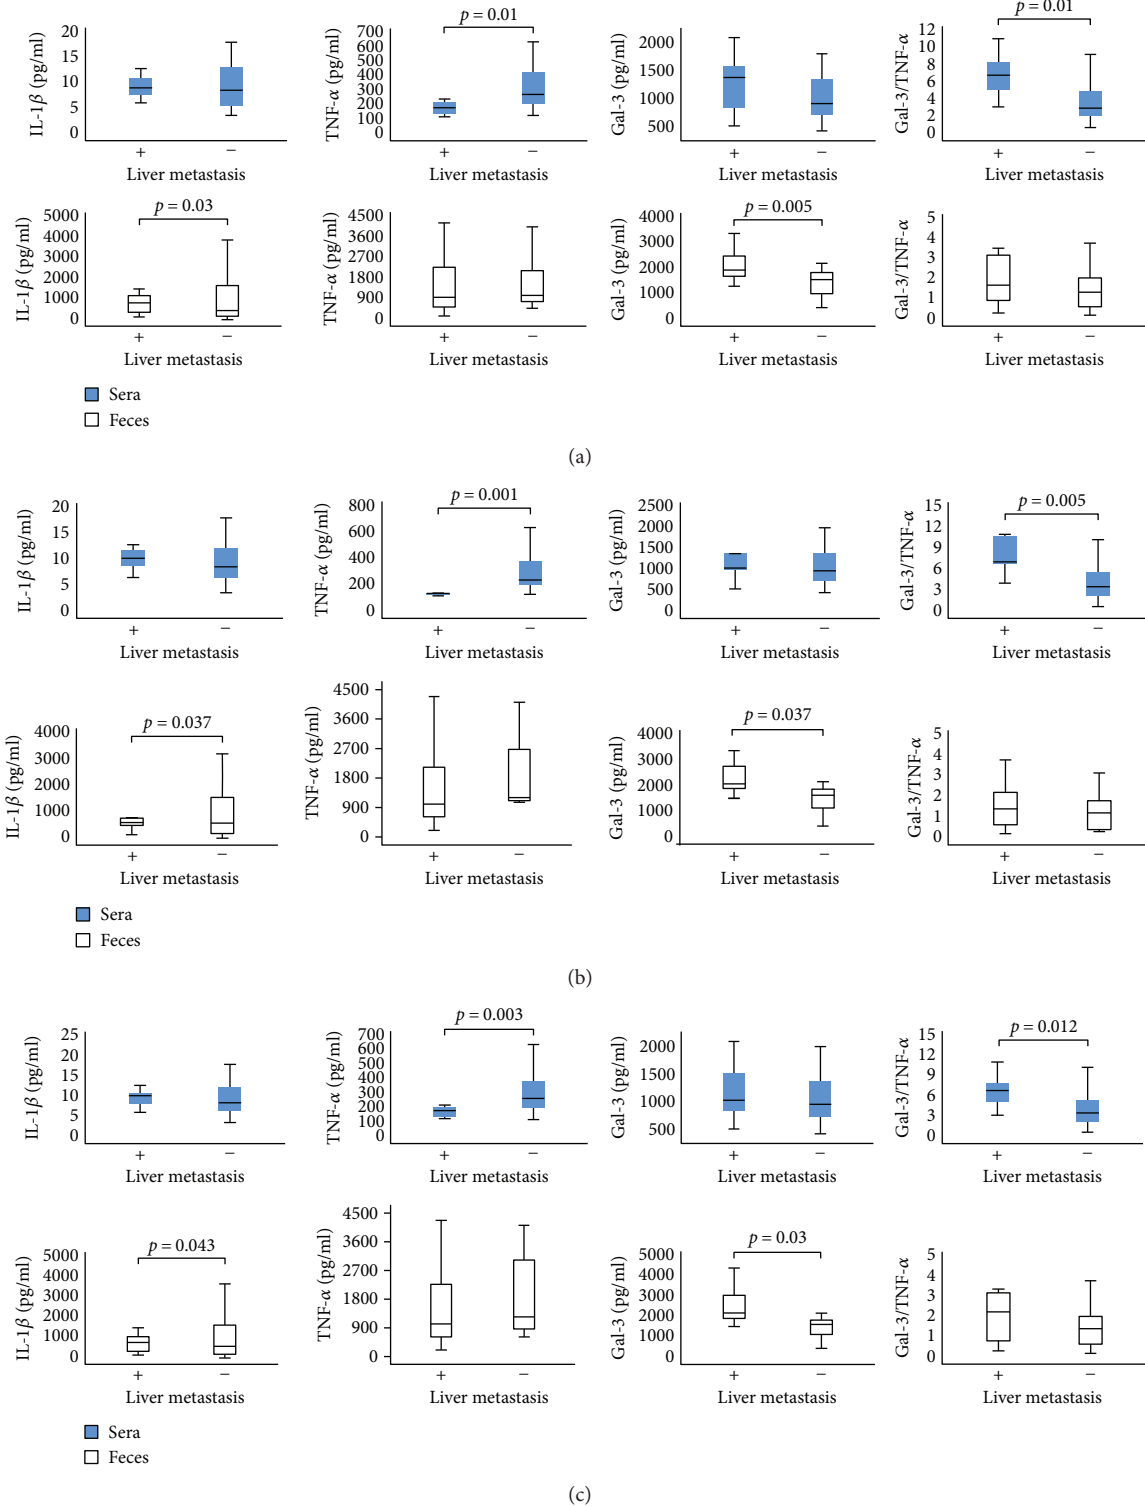 p = 0.01
IL-1β (pg/ml)
20
15
10
5
0
+
−
Liver metastasis
TNF-α (pg/ml)
700
600
500
400
300
200
100
0
+
−
Liver metastasis
Gal-3 (pg/ml)
2000
1500
1000
500
+
−
Liver metastasis
p = 0.01
Gal-3/TNF-α
12
10
8
6
4
2
0
+
−
Liver metastasis
p = 0.03
IL-1β (pg/ml)
5000
4000
2000
1000
0
+
−
Liver metastasis
TNF-α (pg/ml)
4500
3600
2700
1800
900
0
+
−
Liver metastasis
p = 0.005
Gal-3 (pg/ml)
4000
3000
2000
1000
0
+
−
Liver metastasis
Gal-3/TNF-α
5
4
3
2
1
0
+
−
Liver metastasis
Sera
Feces
(a)
IL-1β (pg/ml)
20
15
10
5
0
+
−
Liver metastasis
p = 0.001
TNF-α (pg/ml)
800
600
400
200
0
+
−
Liver metastasis
Gal-3 (pg/ml)
2500
2000
1500
1000
500
0
+
−
Liver metastasis
p = 0.005
Gal-3/TNF-α
15
12
9
6
3
0
+
−
Liver metastasis
p = 0.037
IL-1β (pg/ml)
4000
3000
2000
1000
0
+
−
Liver metastasis
TNF-α (pg/ml)
4500
3600
2700
1800
900
0
+
−
Liver metastasis
p = 0.037
Gal-3 (pg/ml)
4000
3000
2000
1000
0
+
−
Liver metastasis
Gal-3/TNF-α
5
4
3
2
1
0
+
−
Liver metastasis
Sera
Feces
(b)
IL-1β (pg/ml)
25
20
15
10
5
0
+
−
Liver metastasis
p = 0.003
TNF-α (pg/ml)
700
600
500
400
300
200
100
0
+
−
Liver metastasis
Gal-3 (pg/ml)
2000
1500
1000
500
+
−
Liver metastasis
p = 0.012
Gal-3/TNF-α
15
12
9
6
3
0
+
−
Liver metastasis
p = 0.043
IL-1β (pg/ml)
5000
4000
3000
2000
1000
0
+
−
Liver metastasis
TNF-α (pg/ml)
4500
3600
2700
1800
900
0
+
−
Liver metastasis
p = 0.03
Gal-3 (pg/ml)
5000
4000
3000
2000
1000
0
+
−
Liver metastasis
Gal-3/TNF-α
5
4
3
2
1
0
+
−
Liver metastasis
Sera
Feces
(c)